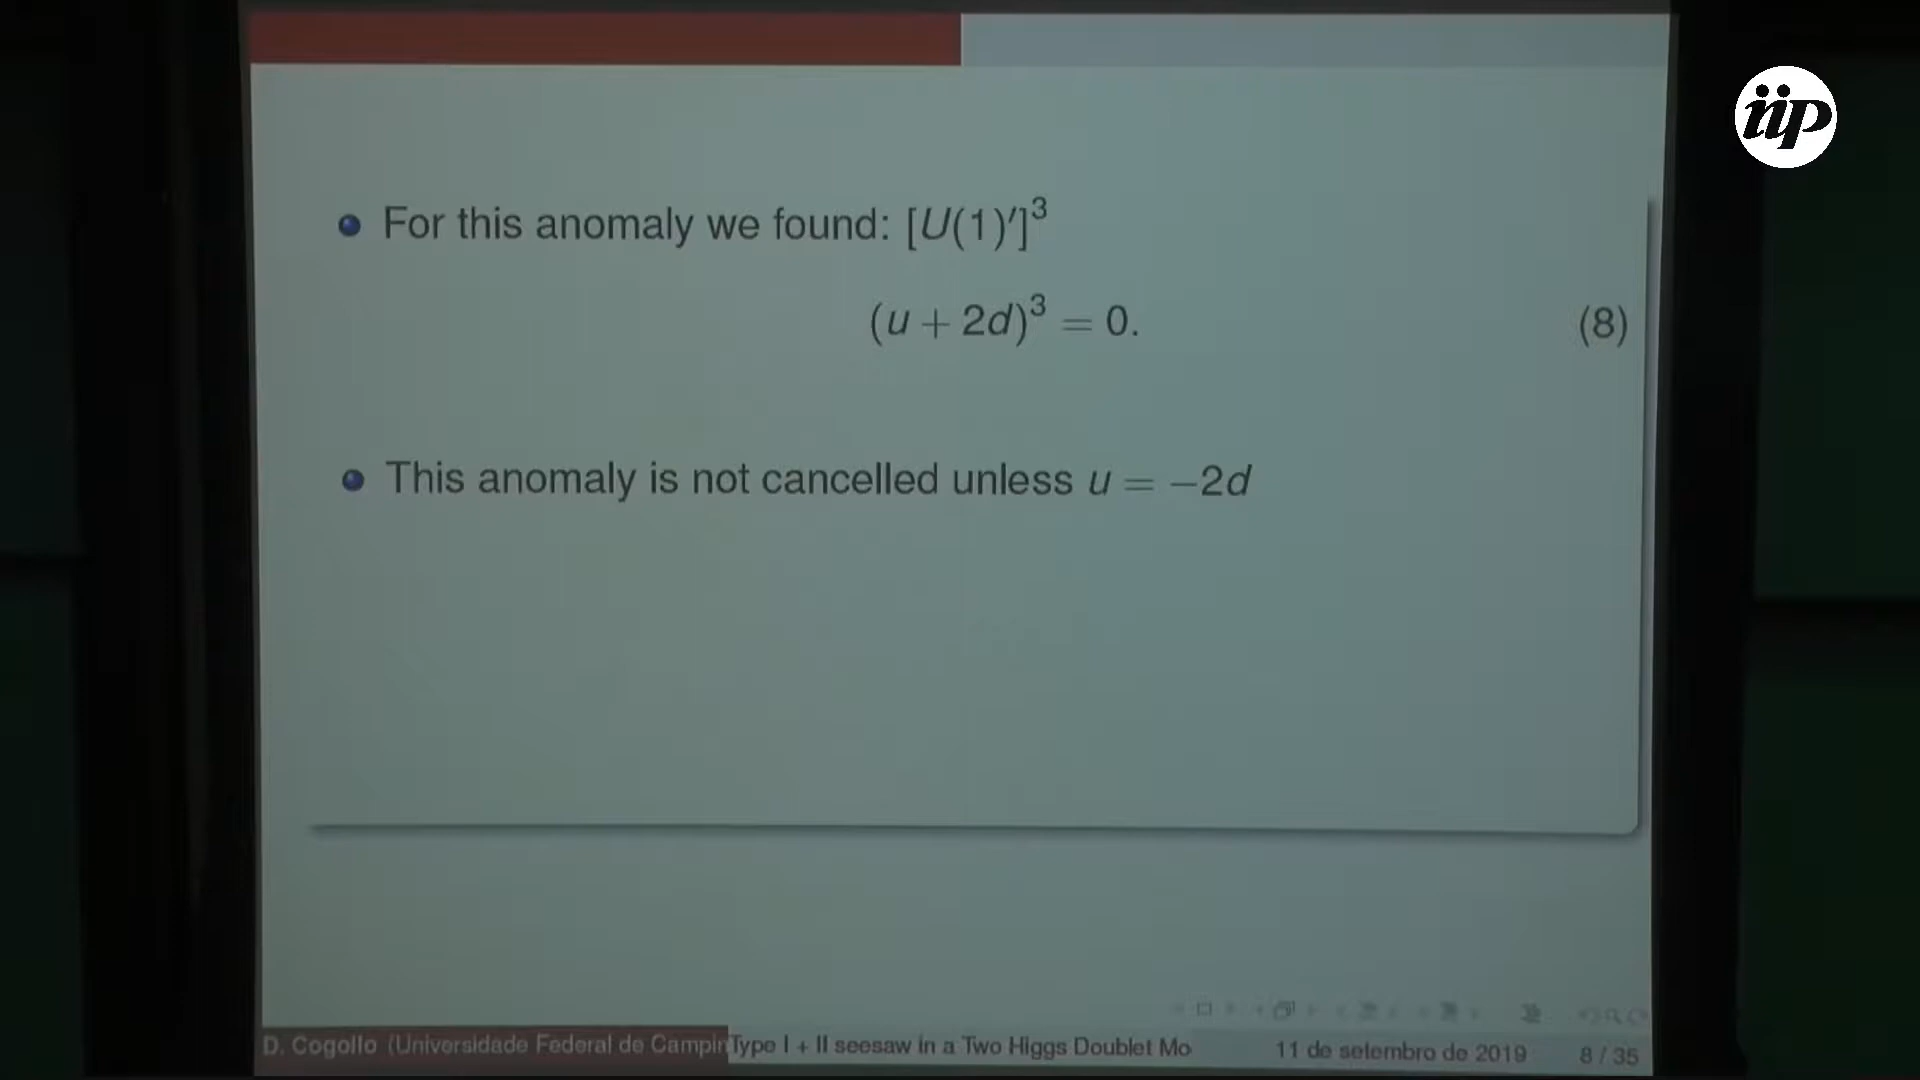 iip
For this anomaly we found: [U(1)′]³
(u + 2d)³ = 0. (8)
This anomaly is not cancelled unless u = −2d
D. Cogollo (Universidade Federal de Campin Type I + II seesaw in a Two Higgs Doublet Mo 11 de setembro de 2019 8 / 35